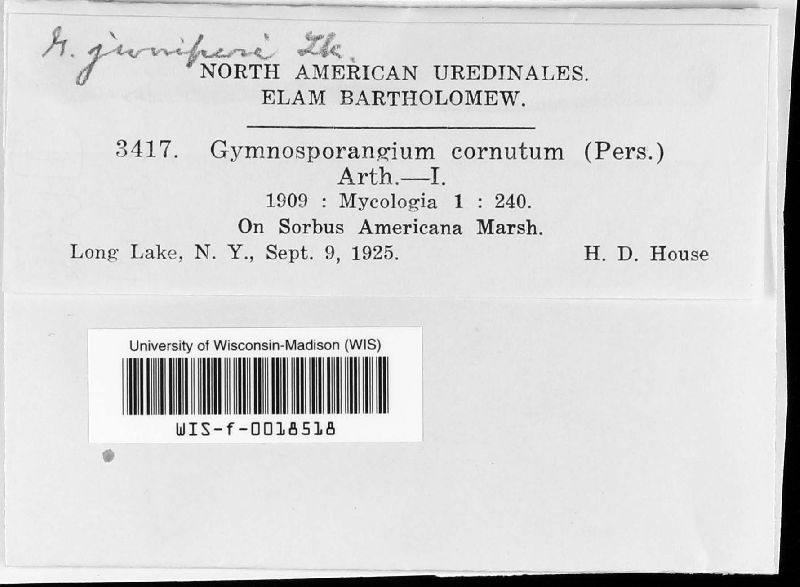 G. juniperi Lk.
NORTH AMERICAN UREDINALES.
ELAM BARTHOLOMEW.
3417. Gymnosporangium cornutum (Pers.)
Arth.—I.
1909 : Mycologia 1 : 240.
On Sorbus Americana Marsh.
Long Lake, N. Y., Sept. 9, 1925. H. D. House
University of Wisconsin-Madison (WIS)
WIS-f-0018518